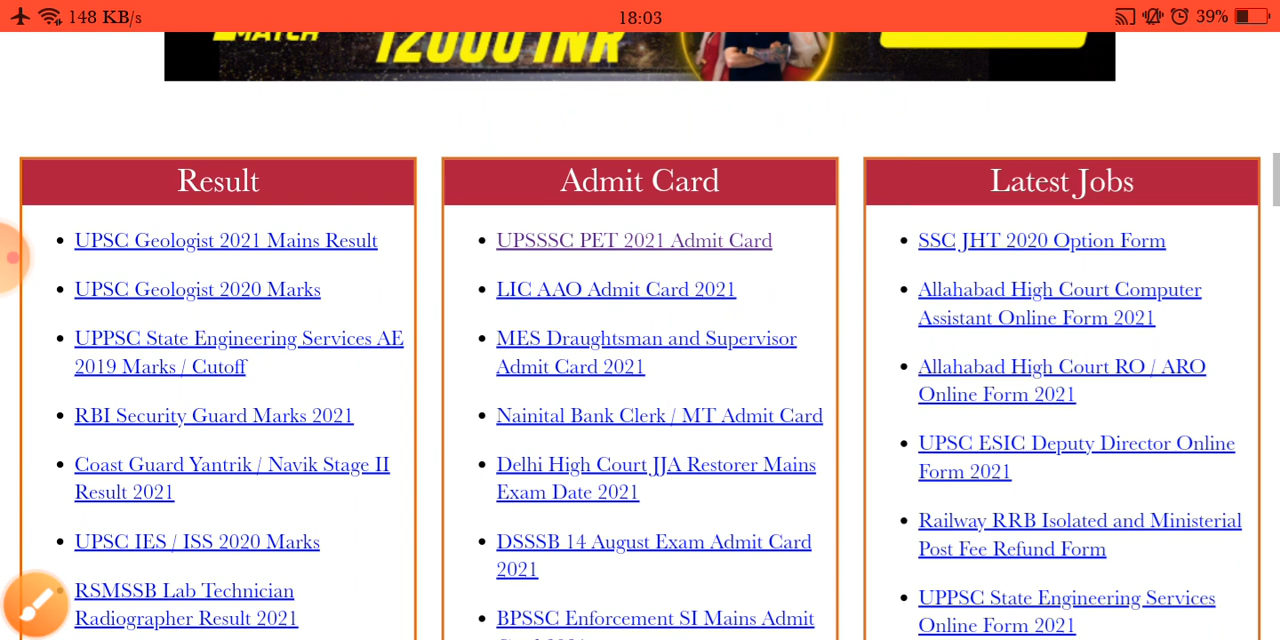 148 KB/s
18:03
39%
MATCH
12000 INR
Result
UPSC Geologist 2021 Mains Result
UPSC Geologist 2020 Marks
UPPSC State Engineering Services AE
2019 Marks / Cutoff
RBI Security Guard Marks 2021
Coast Guard Yantrik / Navik Stage II
Result 2021
UPSC IES / ISS 2020 Marks
RSMSSB Lab Technician
Radiographer Result 2021
Admit Card
UPSSSC PET 2021 Admit Card
LIC AAO Admit Card 2021
MES Draughtsman and Supervisor
Admit Card 2021
Nainital Bank Clerk / MT Admit Card
Delhi High Court JJA Restorer Mains
Exam Date 2021
DSSSB 14 August Exam Admit Card
2021
BPSSC Enforcement SI Mains Admit
Latest Jobs
SSC JHT 2020 Option Form
Allahabad High Court Computer
Assistant Online Form 2021
Allahabad High Court RO / ARO
Online Form 2021
UPSC ESIC Deputy Director Online
Form 2021
Railway RRB Isolated and Ministerial
Post Fee Refund Form
UPPSC State Engineering Services
Online Form 2021